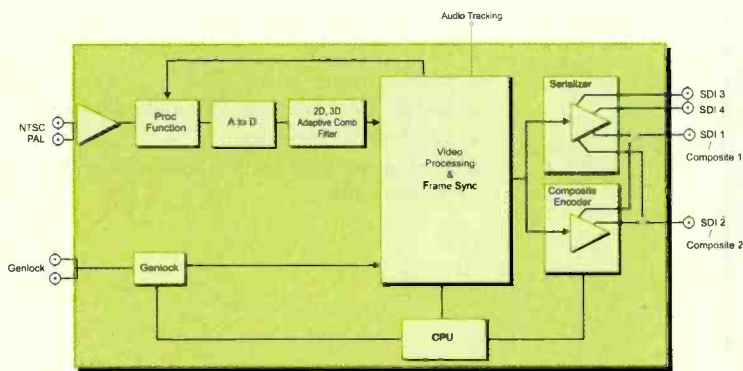 Audio Tracking
NTSC
PAL
Proc
Function
A to D
2D, 3D
Adaptive Comb
Filter
Video
Processing
&
Frame Sync
Serializer
SDI 3
SDI 4
SDI 1
/
Composite 1
Composite
Encoder
SDI 2
/
Composite 2
Genlock
Genlock
CPU